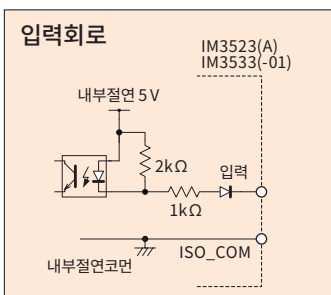 입력회로
IM3523(A)
IM3533(-01)
내부절연 5 V
2kΩ
입력
1kΩ
ISO_COM
내부절연코먼